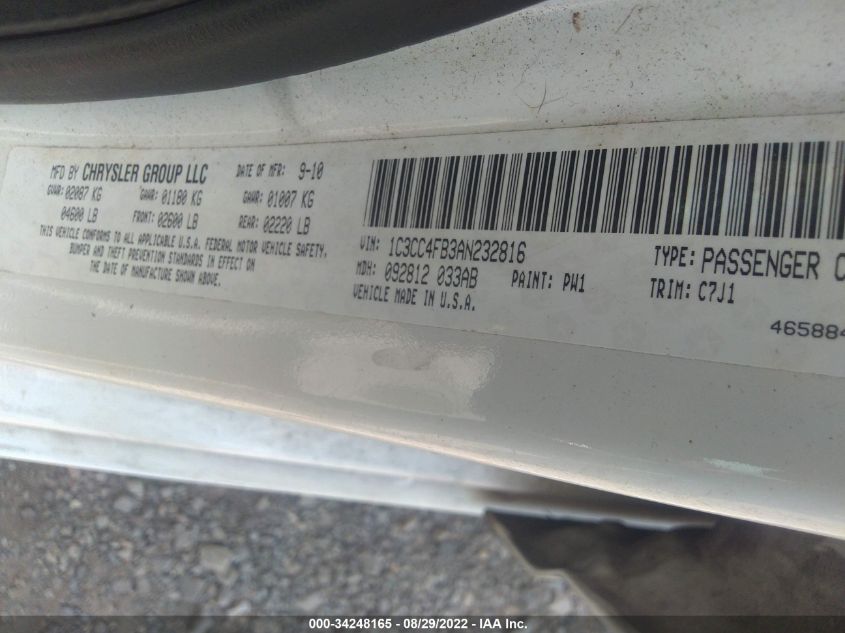 MFD BY CHRYSLER GROUP LLC DATE OF MFR: 9-10
GVWR: 02087 KG GAWR: 01180 KG GAWR: 01007 KG
04600 LB FRONT: 02600 LB REAR: 02220 LB
THIS VEHICLE CONFORMS TO ALL APPLICABLE U.S.A. FEDERAL MOTOR VEHICLE SAFETY,
BUMPER AND THEFT PREVENTION STANDARDS IN EFFECT ON
THE DATE OF MANUFACTURE SHOWN ABOVE.
VIN: 1C3CC4FB3AN232816 TYPE: PASSENGER C
MDH: 092812 033AB PAINT: PW1 TRIM: C7J1
VEHICLE MADE IN U.S.A.
465884
000-34248165 - 08/29/2022 - IAA Inc.